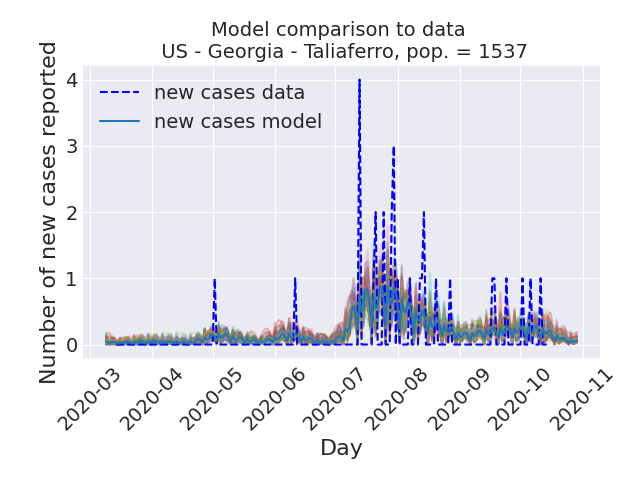 Model comparison to data
US - Georgia - Taliaferro, pop. = 1537
Number of new cases reported
4
3
2
1
0
new cases data
new cases model
2020-03
2020-04
2020-05
2020-06
2020-07
2020-08
2020-09
2020-10
2020-11
Day